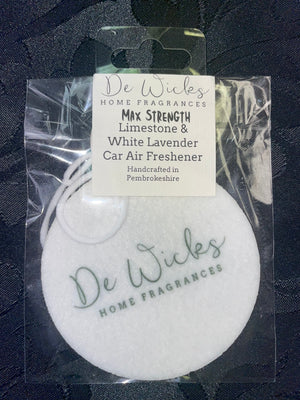 De Wicks
HOME FRAGRANCES
MAX STRENGTH
Limestone &
White Lavender
Car Air Freshener
Handcrafted in
Pembrokeshire
De Wicks
HOME FRAGRANCES